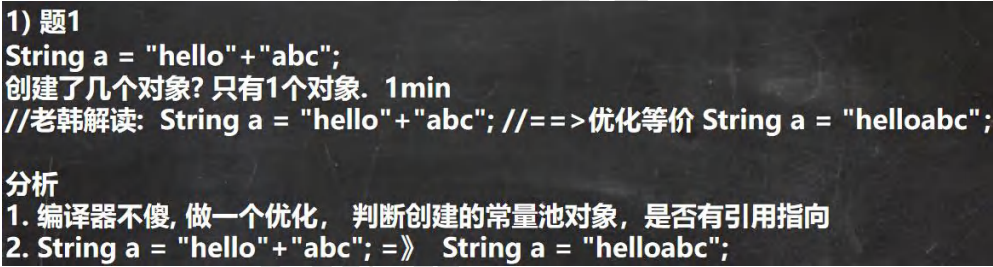 1) 题1
String a = "hello"+"abc";
创建了几个对象? 只有1个对象.  1min
//老韩解读:  String a = "hello"+"abc"; //==>优化等价 String a = "helloabc";
分析
1. 编译器不傻, 做一个优化， 判断创建的常量池对象，是否有引用指向
2. String a = "hello"+"abc"; =》 String a = "helloabc";